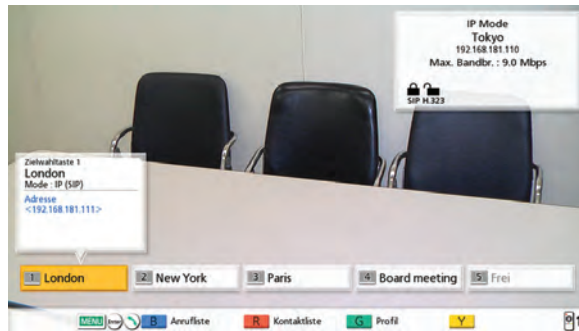 IP Mode
Tokyo
192.168.181.110
Max. Bandbr. : 9.0 Mbps
SIP H.323
Zielwahltaste 1
London
Mode : IP (SIP)
Adresse
<192.168.181.111>
1 London
2 New York
3 Paris
4 Board meeting
5 Frei
MENU Enter B Anrufliste R Kontaktliste G Profil Y